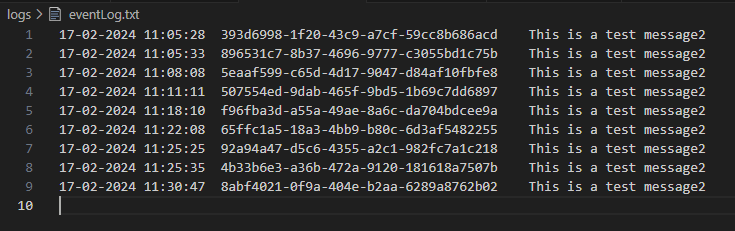 logs > eventLog.txt
1 17-02-2024 11:05:28 393d6998-1f20-43c9-a7cf-59cc8b686acd This is a test message2
2 17-02-2024 11:05:33 896531c7-8b37-4696-9777-c3055bd1c75b This is a test message2
3 17-02-2024 11:08:08 5eaaf599-c65d-4d17-9047-d84af10fbfe8 This is a test message2
4 17-02-2024 11:11:11 507554ed-9dab-465f-9bd5-1b69c7dd6897 This is a test message2
5 17-02-2024 11:18:10 f96fba3d-a55a-49ae-8a6c-da704bdcee9a This is a test message2
6 17-02-2024 11:22:08 65ffc1a5-18a3-4bb9-b80c-6d3af5482255 This is a test message2
7 17-02-2024 11:25:25 92a94a47-d5c6-4355-a2c1-982fc7a1c218 This is a test message2
8 17-02-2024 11:25:35 4b33b6e3-a36b-472a-9120-181618a7507b This is a test message2
9 17-02-2024 11:30:47 8abf4021-0f9a-404e-b2aa-6289a8762b02 This is a test message2
10